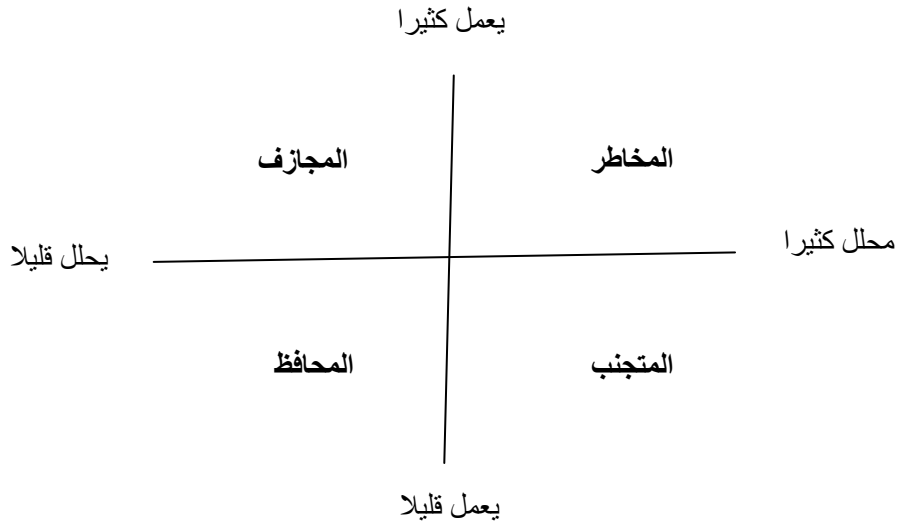 يعمل كثيرا
المخاطر
المجازف
محلل كثيرا
يحلل قليلا
المتجنب
المحافظ
يعمل قليلا